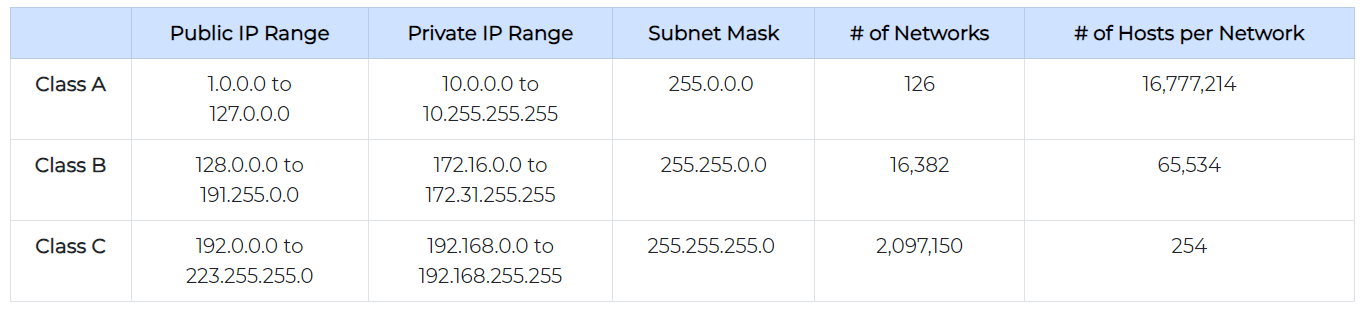 Public IP Range Private IP Range Subnet Mask # of Networks # of Hosts per Network
Class A 1.0.0.0 to 10.0.0.0 to 255.0.0.0 126 16,777,214
127.0.0.0 10.255.255.255
Class B 128.0.0.0 to 172.16.0.0 to 255.255.0.0 16,382 65,534
191.255.0.0 172.31.255.255
Class C 192.0.0.0 to 192.168.0.0 to 255.255.255.0 2,097,150 254
223.255.255.0 192.168.255.255